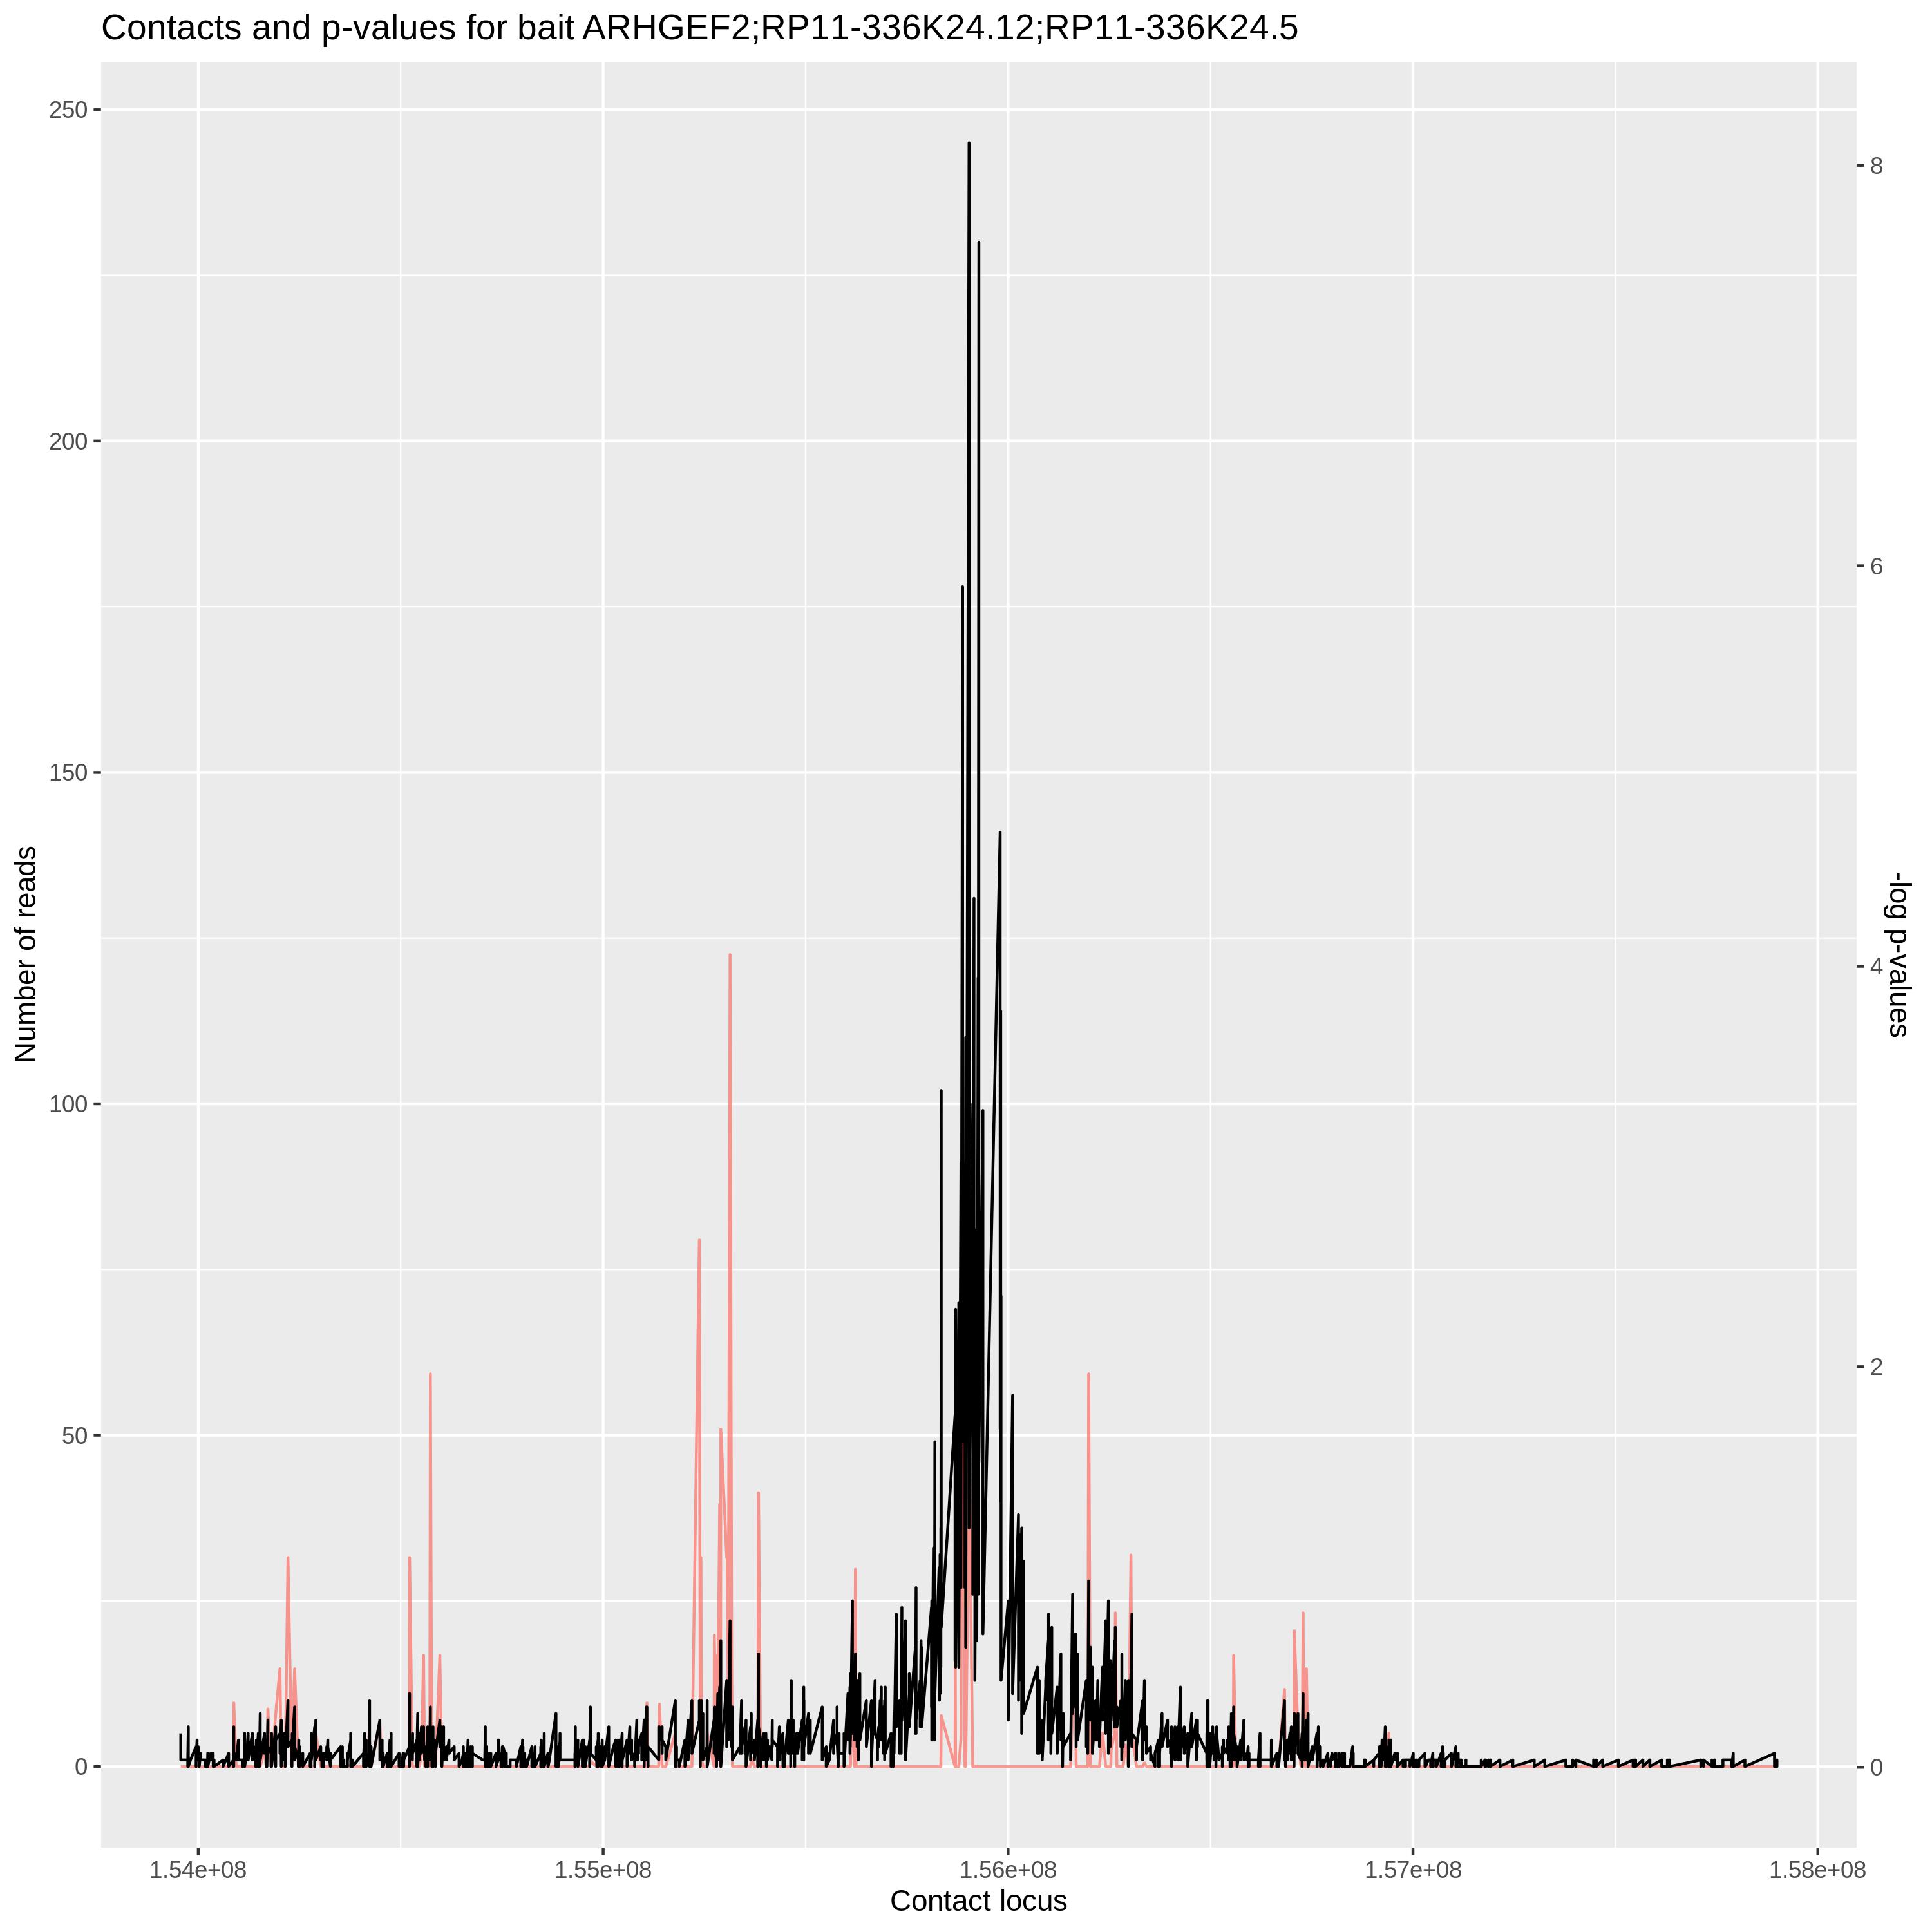 Contacts and p-values for bait ARHGEF2;RP11-336K24.12;RP11-336K24.5
250
200
150
100
50
0
Number of reads
8
6
4
2
0
-log p-values
1.54e+08
1.55e+08
1.56e+08
1.57e+08
1.58e+08
Contact locus